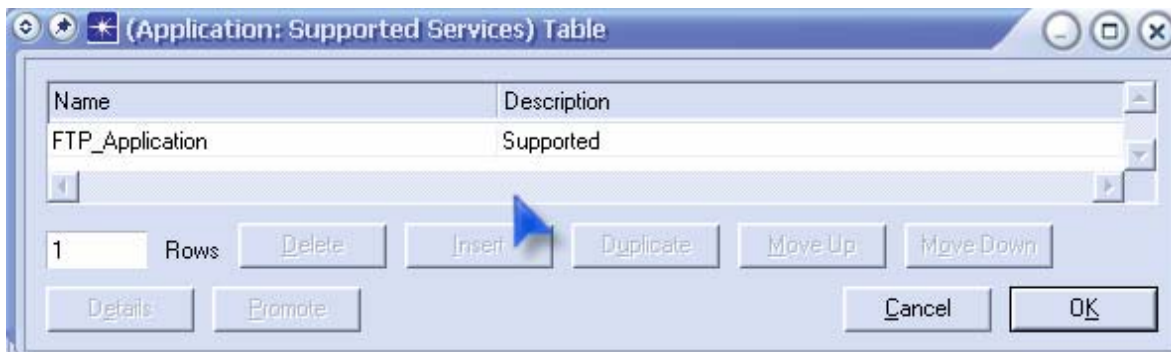 (Application: Supported Services) Table
Name Description
FTP_Application Supported
1 Rows Delete Insert Duplicate Move Up Move Down
Details Promote Cancel OK